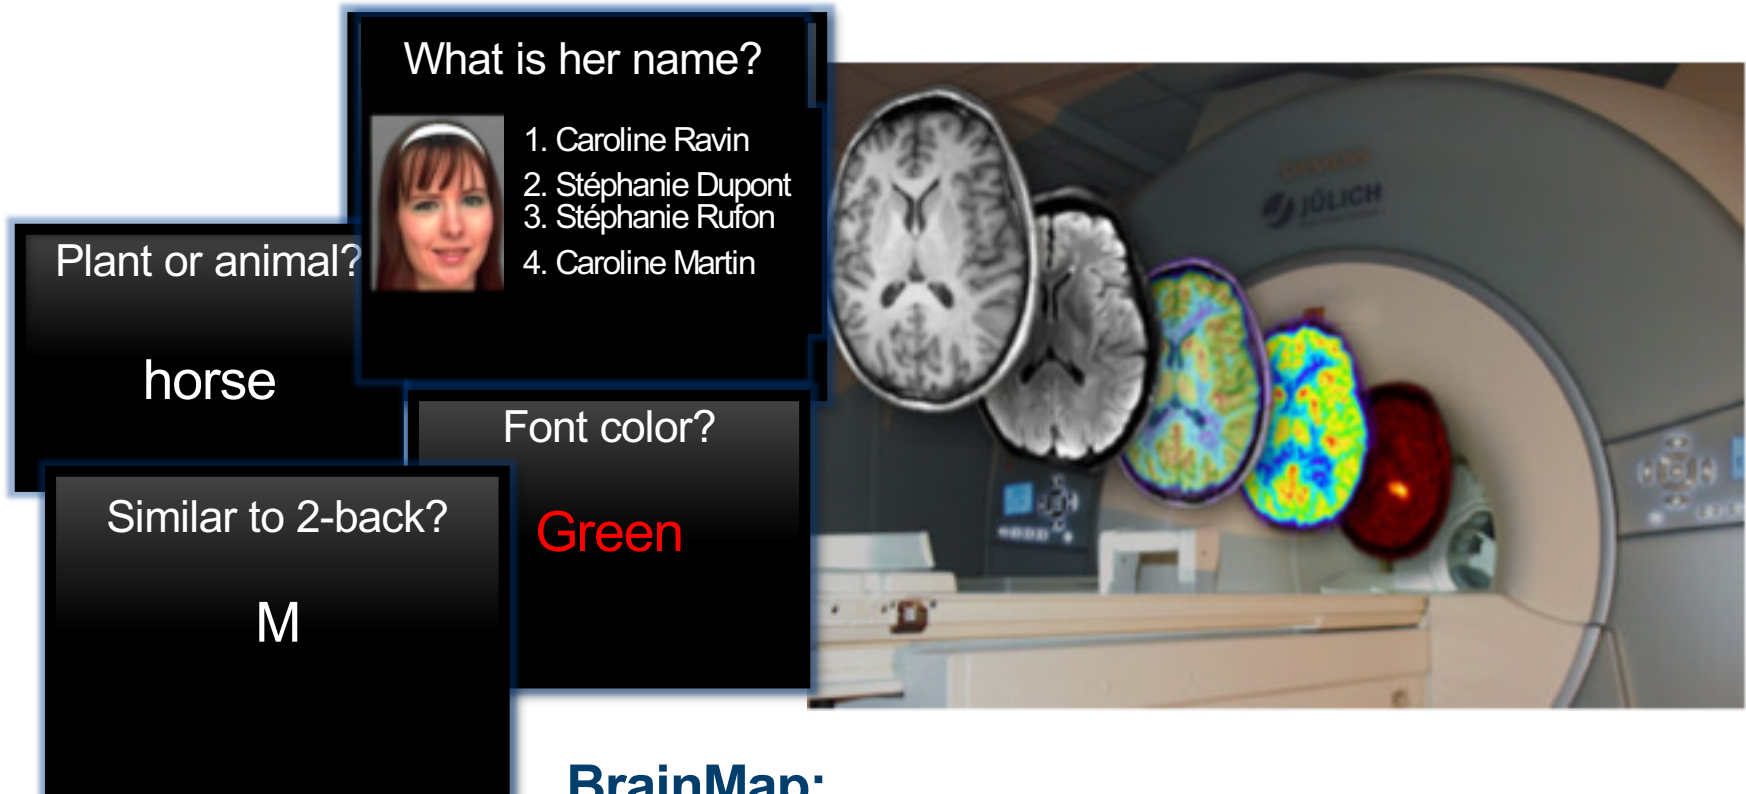 What is her name?
1. Caroline Ravin
2. Stéphanie Dupont
3. Stéphanie Rufon
4. Caroline Martin
Plant or animal?
horse
Font color?
Green
Similar to 2-back?
M
SIEMENS
JÜLICH
BrainMap: